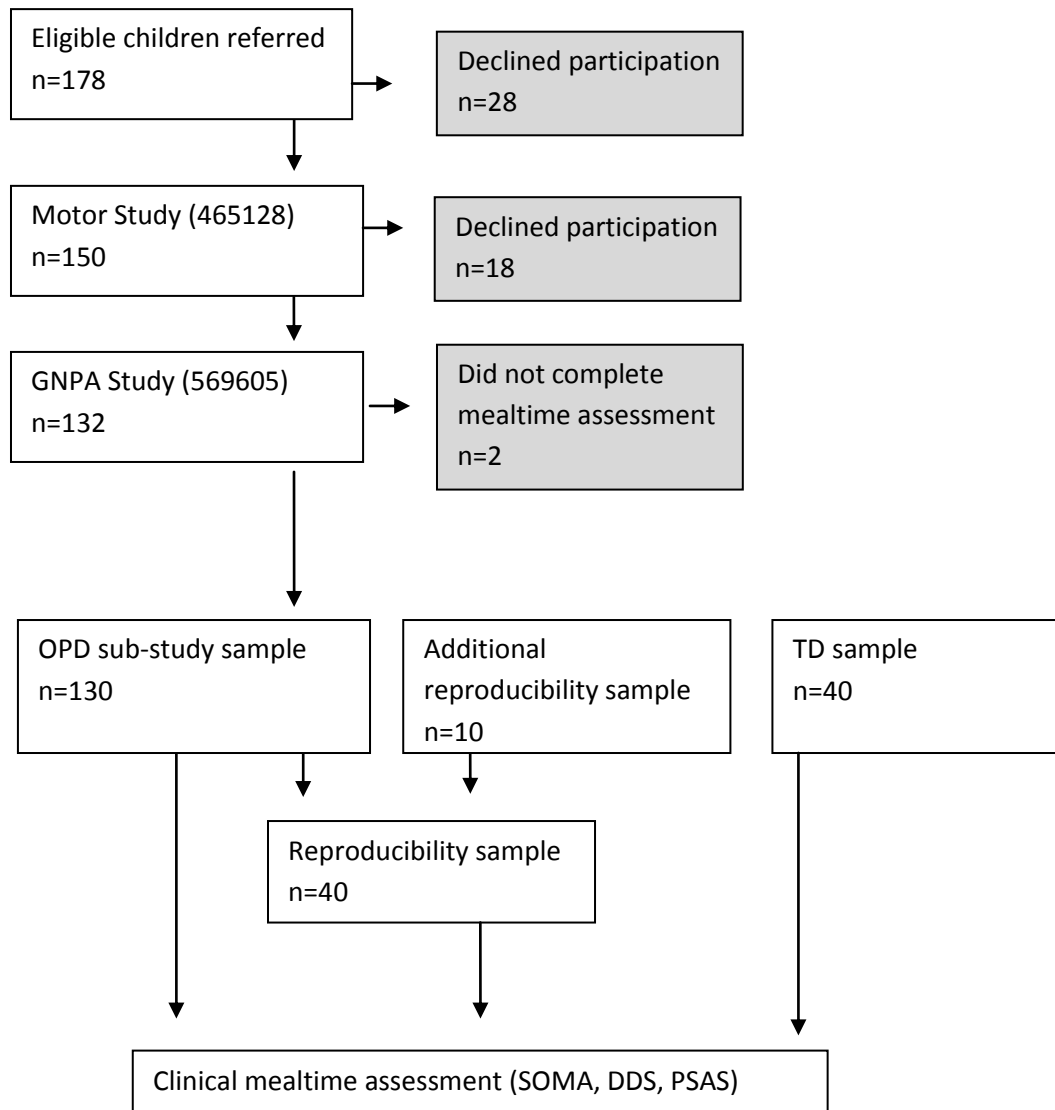 Eligible children referred
n=178
Declined participation
n=28
Motor Study (465128)
n=150
Declined participation
n=18
GNPA Study (569605)
n=132
Did not complete
mealtime assessment
n=2
OPD sub-study sample
n=130
Additional
reproducibility sample
n=10
TD sample
n=40
Reproducibility sample
n=40
Clinical mealtime assessment (SOMA, DDS, PSAS)